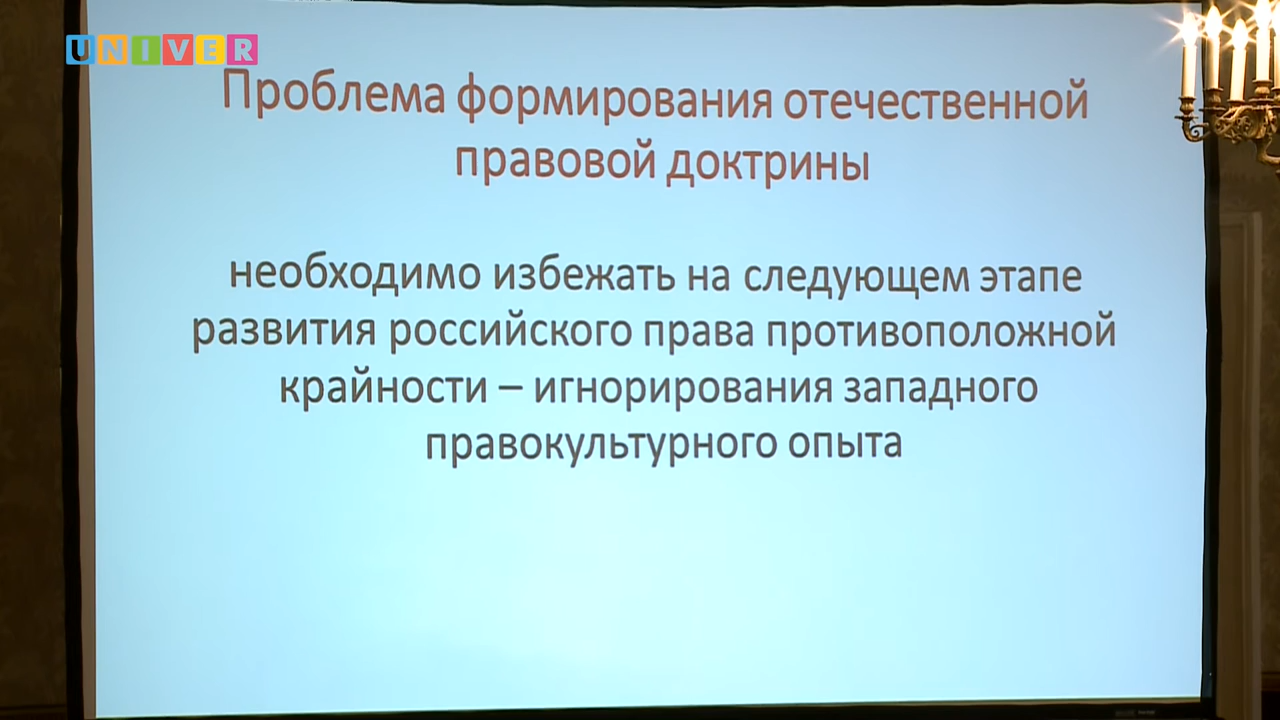 UNIVER
Проблема формирования отечественной
правовой доктрины
необходимо избежать на следующем этапе
развития российского права противоположной
крайности – игнорирования западного
правокультурного опыта